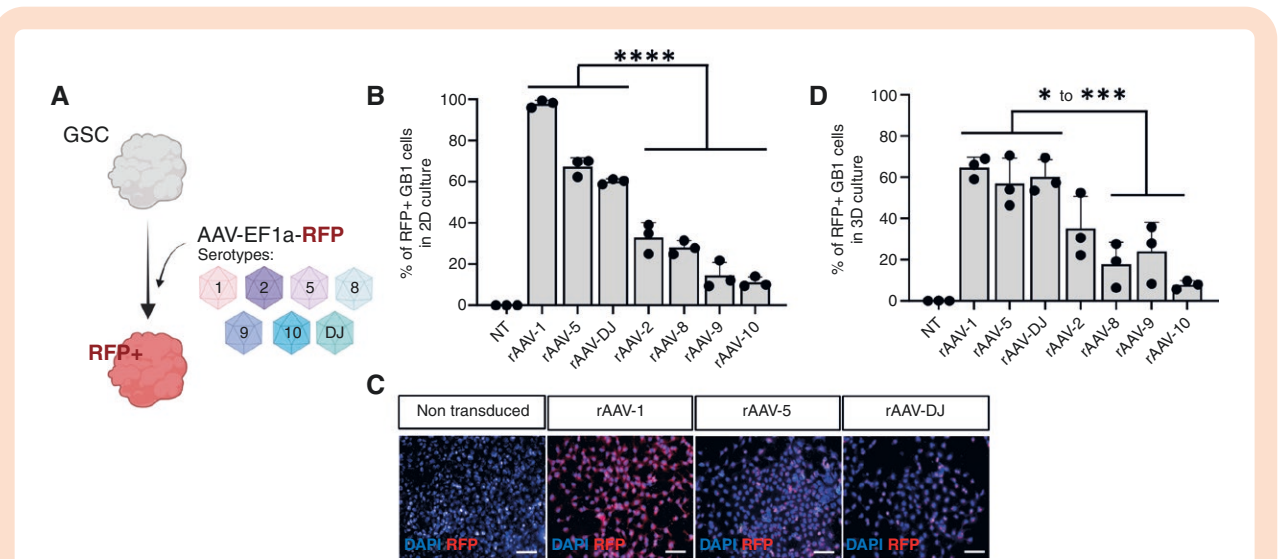 A
GSC
AAV-EF1a-RFP
Serotypes:
1
2
5
8
9
10
DJ
RFP+
B
****
% of RFP+ GB1 cells
in 2D culture
100
80
60
40
20
0
NT
rAAV-1
rAAV-5
rAAV-DJ
rAAV-2
rAAV-8
rAAV-9
rAAV-10
D
* to ***
% of RFP+ GB1 cells
in 3D culture
100
80
60
40
20
0
NT
rAAV-1
rAAV-5
rAAV-DJ
rAAV-2
rAAV-8
rAAV-9
rAAV-10
C
Non transduced
rAAV-1
rAAV-5
rAAV-DJ
DAPI RFP
DAPI RFP
DAPI RFP
DAPI RFP